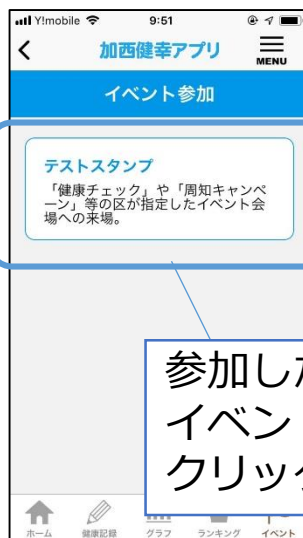 Y!mobile 9:51
加西健幸アプリ
MENU
イベント参加
テストスタンプ
「健康チェック」や「周知キャンペ
ーン」等の区が指定したイベント会
場への来場。
参加し
イベン
クリッ
ホーム 健康記録 グラフ ランキング イベント